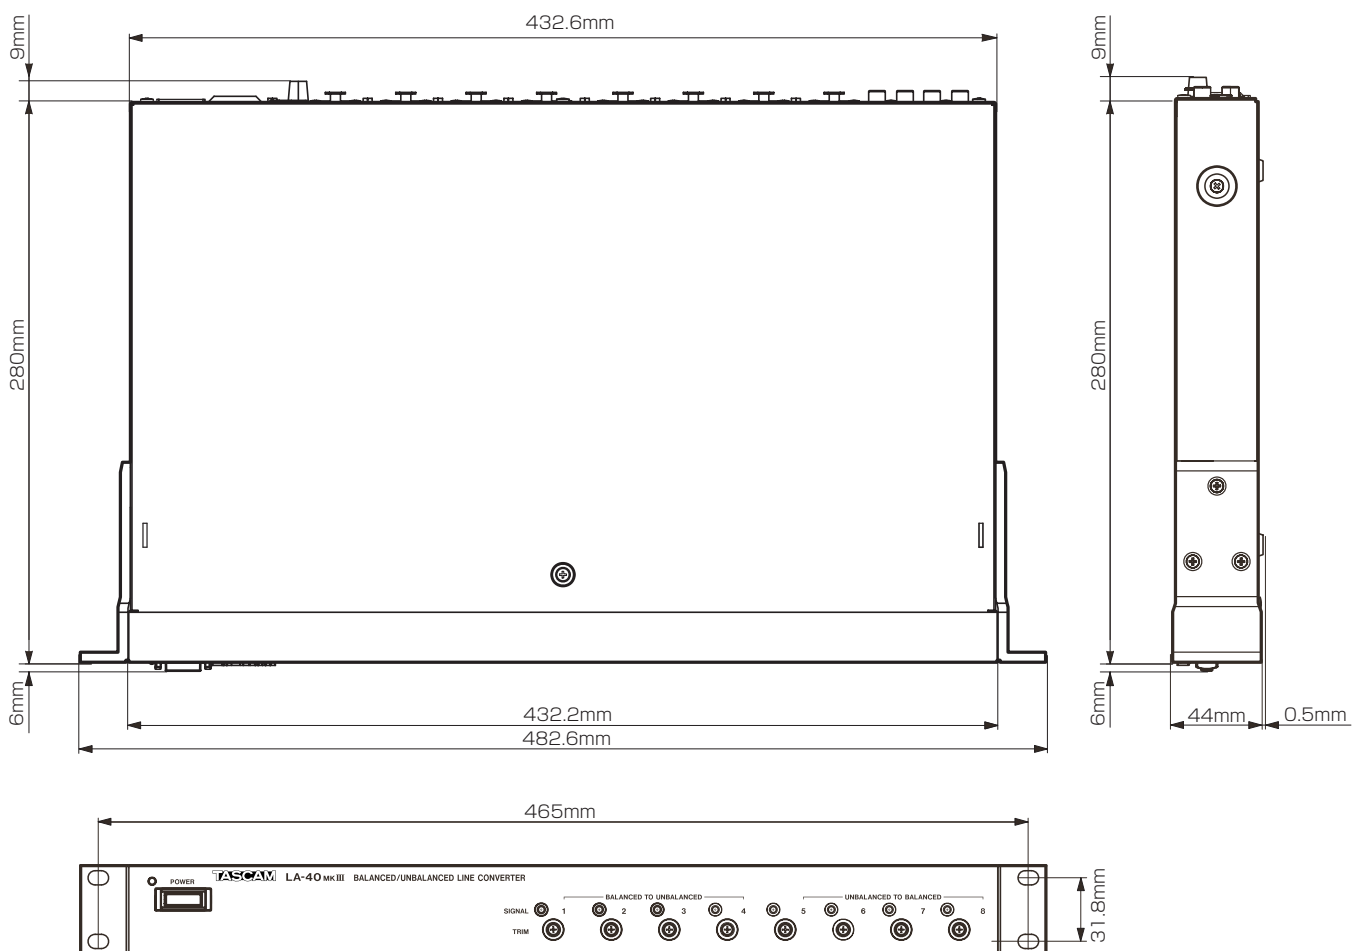 432.6mm
9mm
9mm
280mm
280mm
6mm
6mm
432.2mm
482.6mm
44mm
0.5mm
465mm
POWER
TASCAM LA-40 MKIII BALANCED/UNBALANCED LINE CONVERTER
BALANCED TO UNBALANCED
UNBALANCED TO BALANCED
SIGNAL 1 2 3 4 5 6 7 8
TRIM
31.8mm